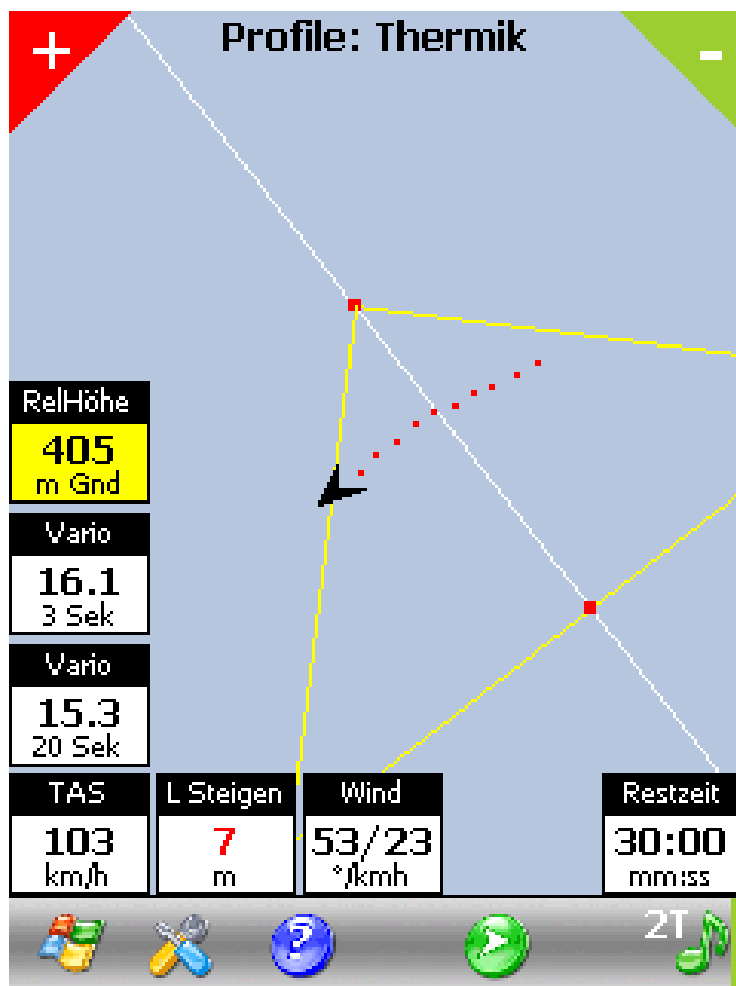 +
Profile: Thermik
-
RelHöhe
405
m Gnd
Vario
16.1
3 Sek
Vario
15.3
20 Sek
TAS
103
km/h
L Steigen
7
m
Wind
53/23
°/kmh
Restzeit
30:00
mm:ss
?
2T